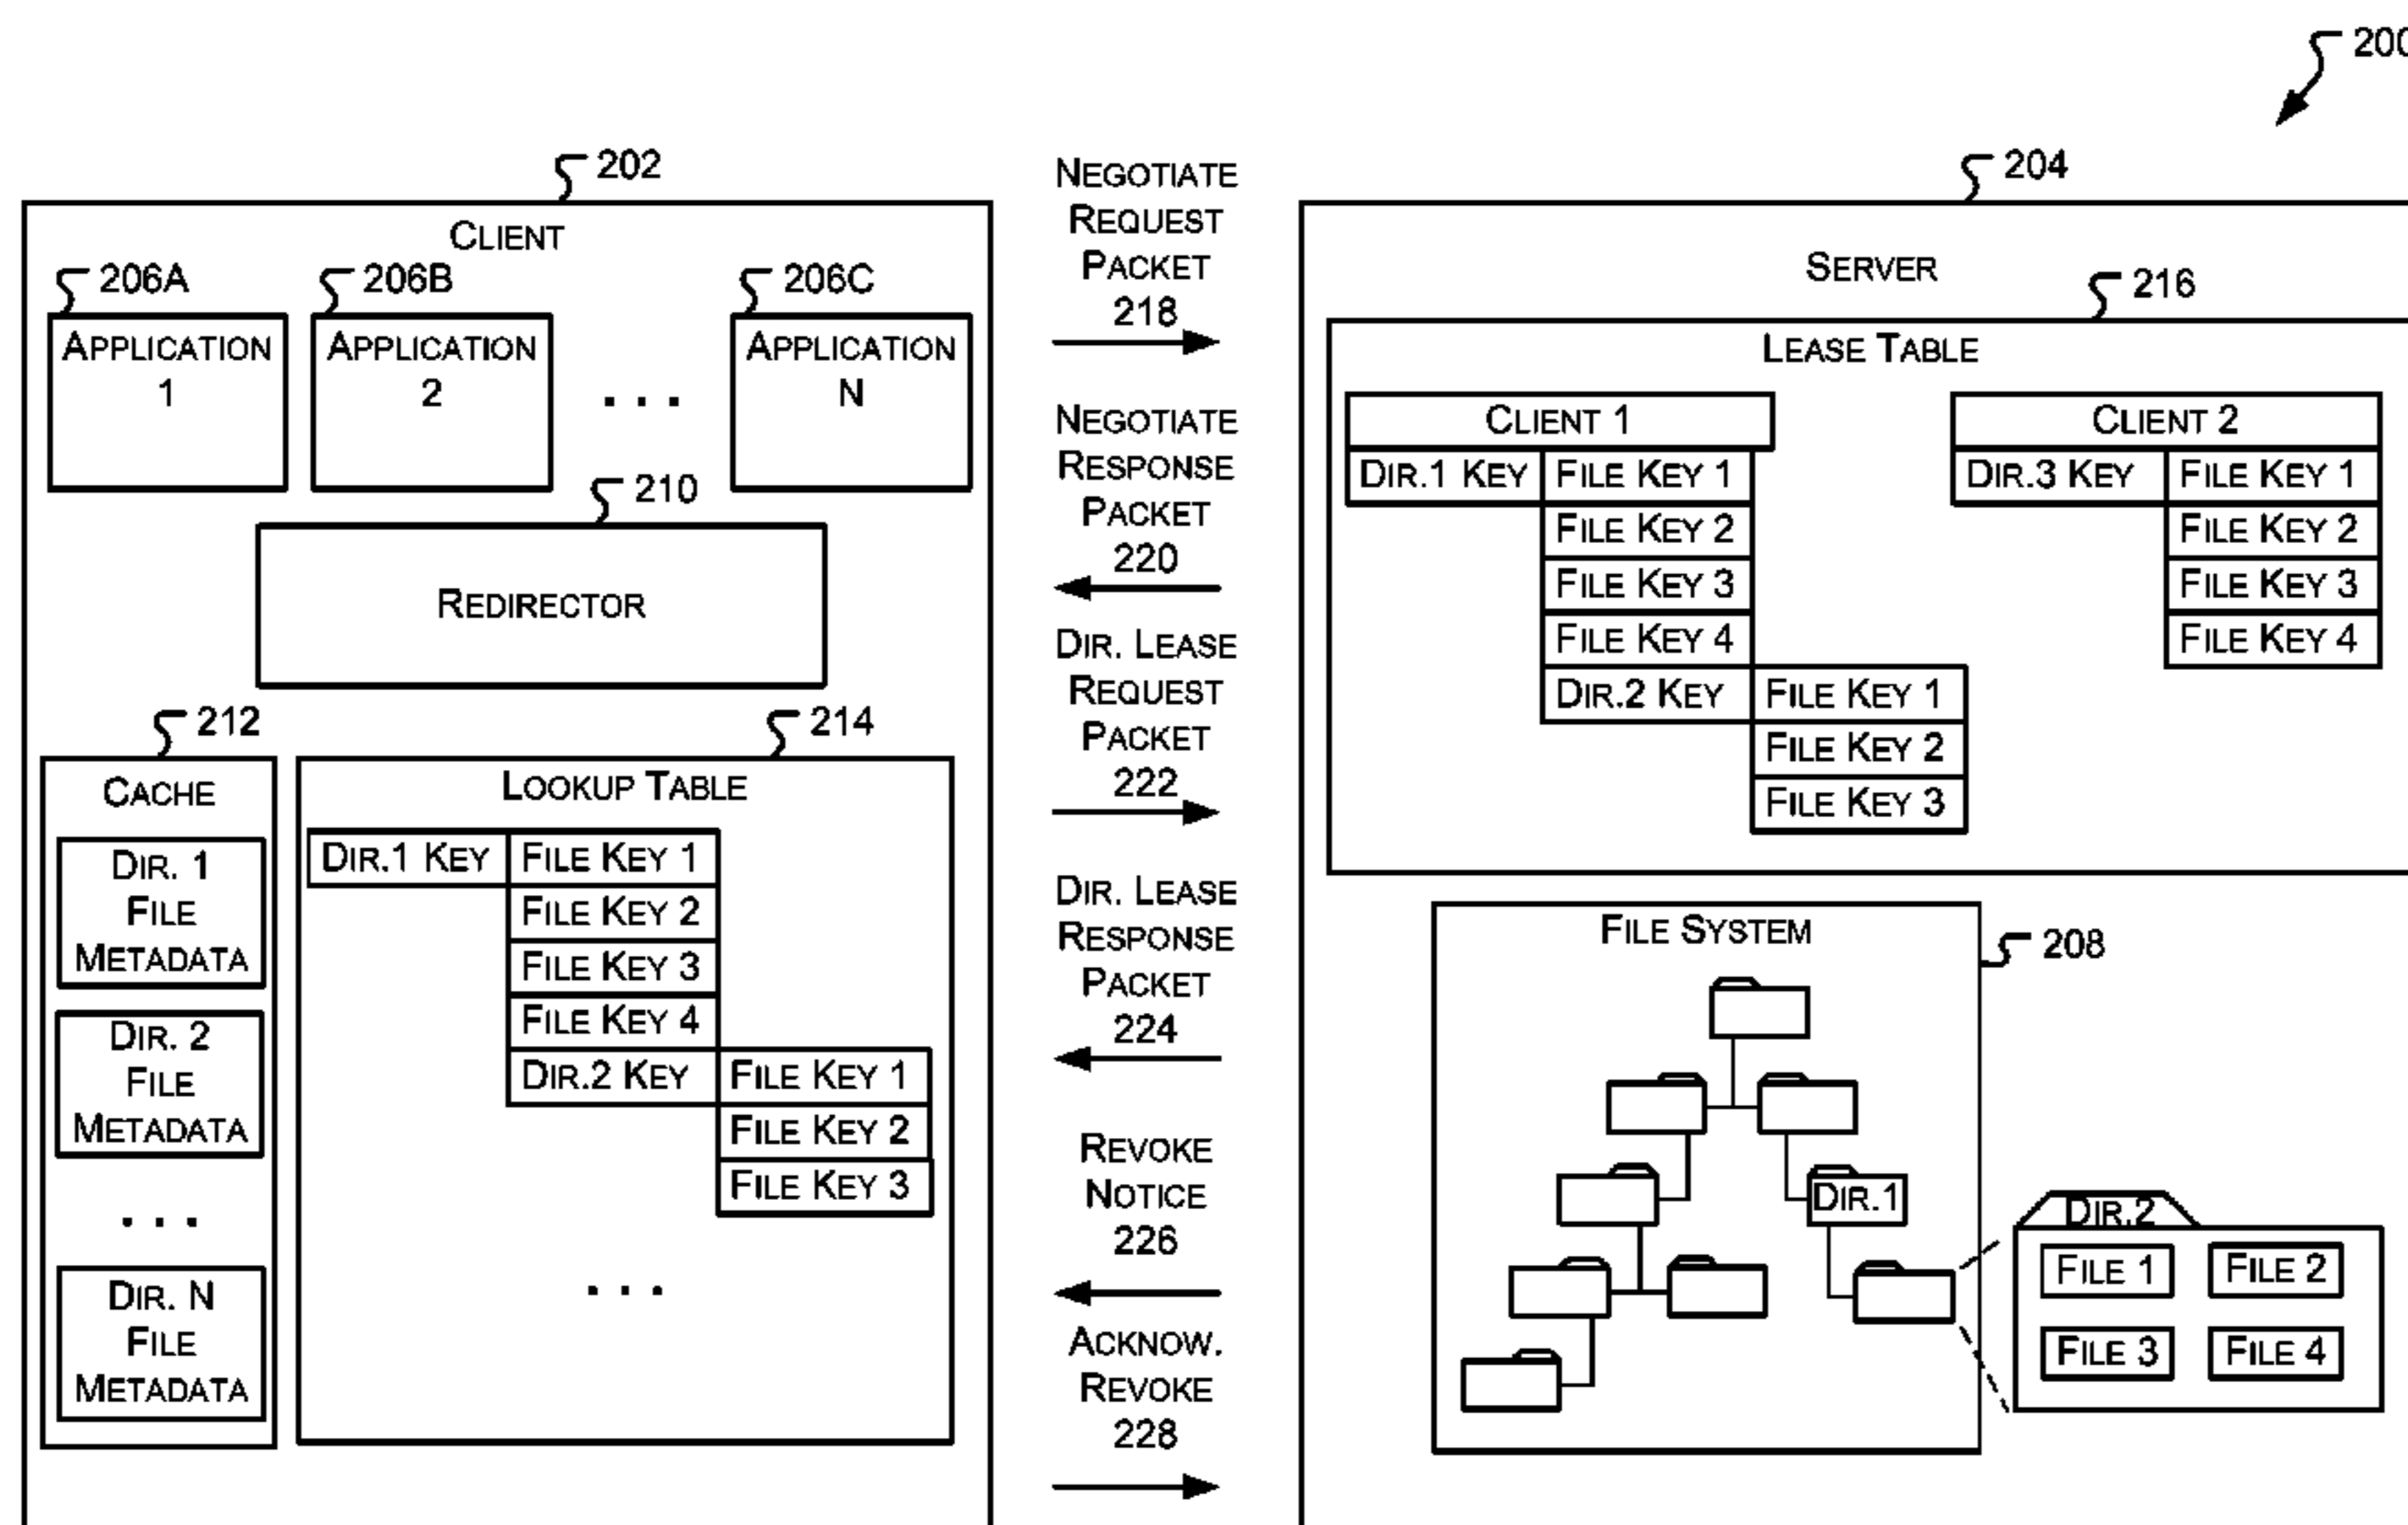 200
202
CLIENT
206A
206B
206C
APPLICATION
1
APPLICATION
2
. . .
APPLICATION
N
210
REDIRECTOR
212
CACHE
DIR. 1
FILE
METADATA
DIR. 2
FILE
METADATA
. . .
DIR. N
FILE
METADATA
214
LOOKUP TABLE
DIR.1 KEY
FILE KEY 1
FILE KEY 2
FILE KEY 3
FILE KEY 4
DIR.2 KEY
FILE KEY 1
FILE KEY 2
FILE KEY 3
. . .
NEGOTIATE
REQUEST
PACKET
218
NEGOTIATE
RESPONSE
PACKET
220
DIR. LEASE
REQUEST
PACKET
222
DIR. LEASE
RESPONSE
PACKET
224
REVOKE
NOTICE
226
ACKNOW.
REVOKE
228
204
SERVER
216
LEASE TABLE
CLIENT 1
DIR.1 KEY
FILE KEY 1
FILE KEY 2
FILE KEY 3
FILE KEY 4
DIR.2 KEY
FILE KEY 1
FILE KEY 2
FILE KEY 3
CLIENT 2
DIR.3 KEY
FILE KEY 1
FILE KEY 2
FILE KEY 3
FILE KEY 4
FILE SYSTEM
208
DIR.1
DIR.2
FILE 1
FILE 2
FILE 3
FILE 4